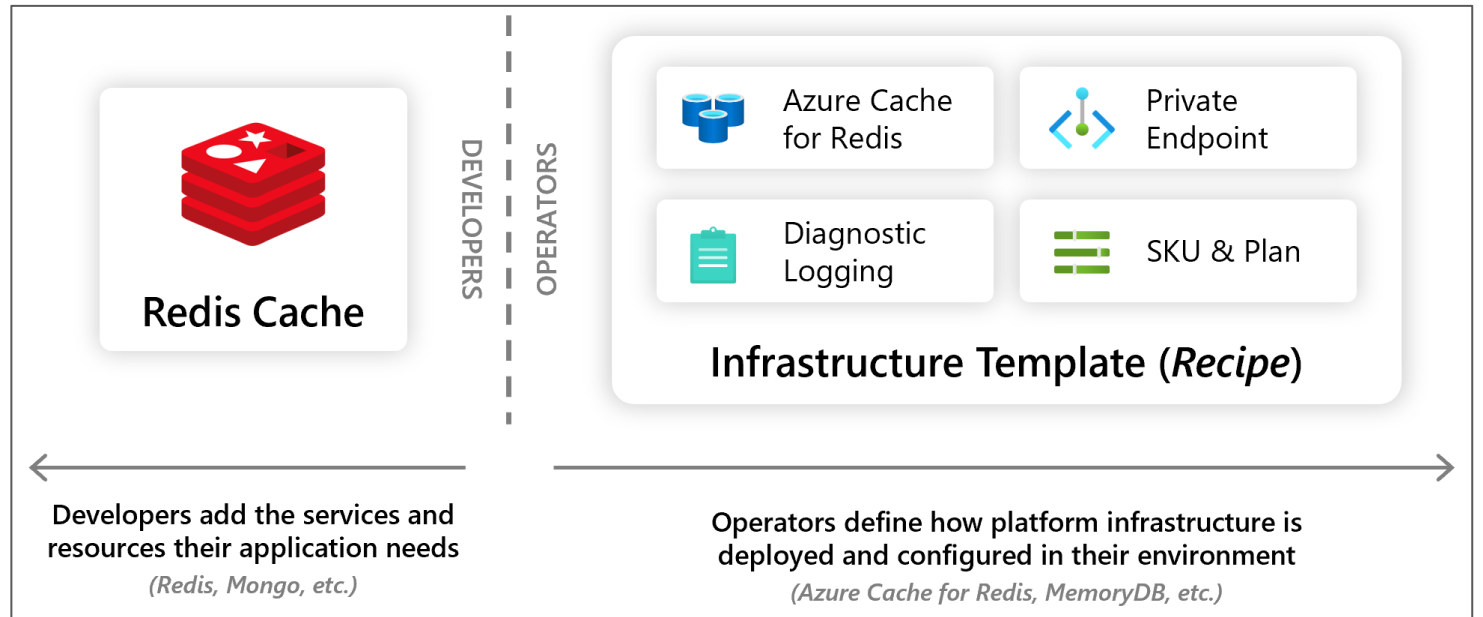 Redis Cache
DEVELOPERS
OPERATORS
Azure Cache
for Redis
Private
Endpoint
Diagnostic
Logging
SKU & Plan
Infrastructure Template (Recipe)
Developers add the services and
resources their application needs
(Redis, Mongo, etc.)
Operators define how platform infrastructure is
deployed and configured in their environment
(Azure Cache for Redis, MemoryDB, etc.)